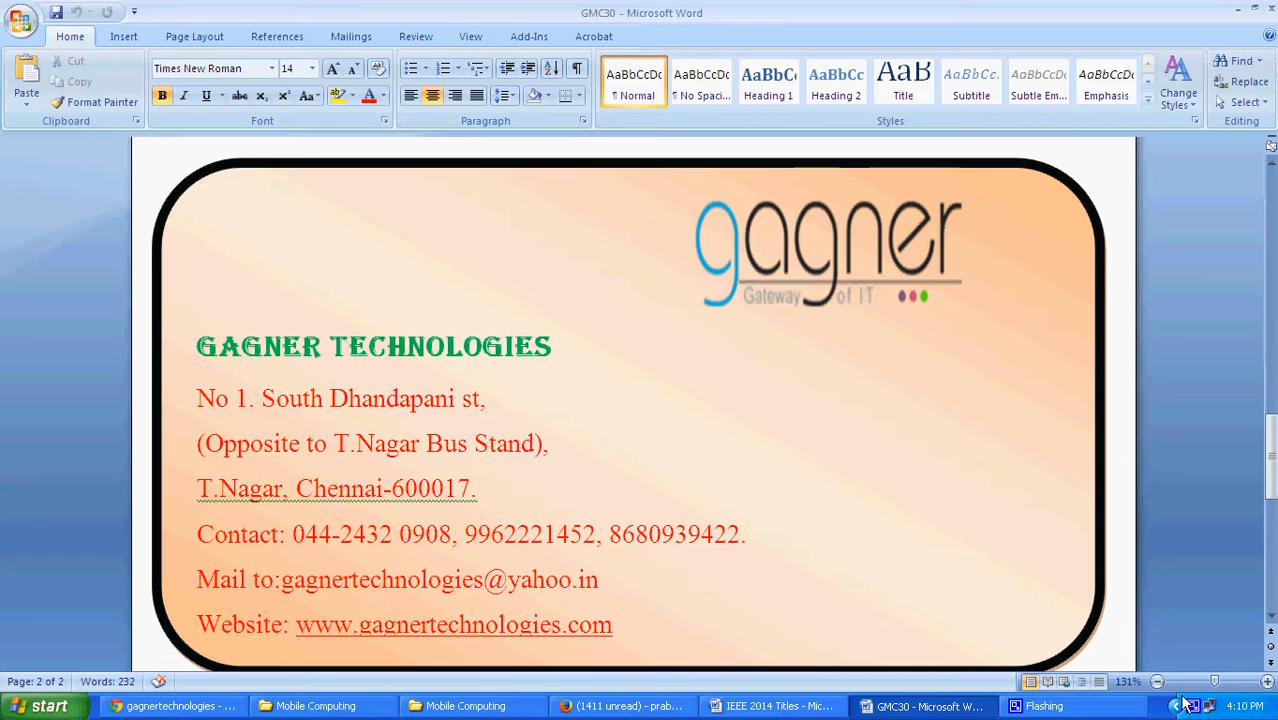 GMC30 - Microsoft Word
Home Insert Page Layout References Mailings Review View Add-Ins Acrobat
Cut
Copy
Paste
Format Painter
Clipboard
Times New Roman 14
Font
Paragraph
AaBbCcDc AaBbCcDc AaBbC AaBbCc AaB AaBbCc. AaBbCcDc AaBbCcDc
¶ Normal ¶ No Spaci... Heading 1 Heading 2 Title Subtitle Subtle Em... Emphasis
Styles
Change Styles
Find
Replace
Select
Editing
gagner
Gateway of IT
GAGNER TECHNOLOGIES
No 1. South Dhandapani st,
(Opposite to T.Nagar Bus Stand),
T.Nagar, Chennai-600017.
Contact: 044-2432 0908, 9962221452, 8680939422.
Mail to:gagnertechnologies@yahoo.in
Website: www.gagnertechnologies.com
Page: 2 of 2 Words: 232 131%
start gagnertechnologies - ... Mobile Computing Mobile Computing (1411 unread) - prab... IEEE 2014 Titles - Mic... GMC30 - Microsoft W... Flashing 4:10 PM